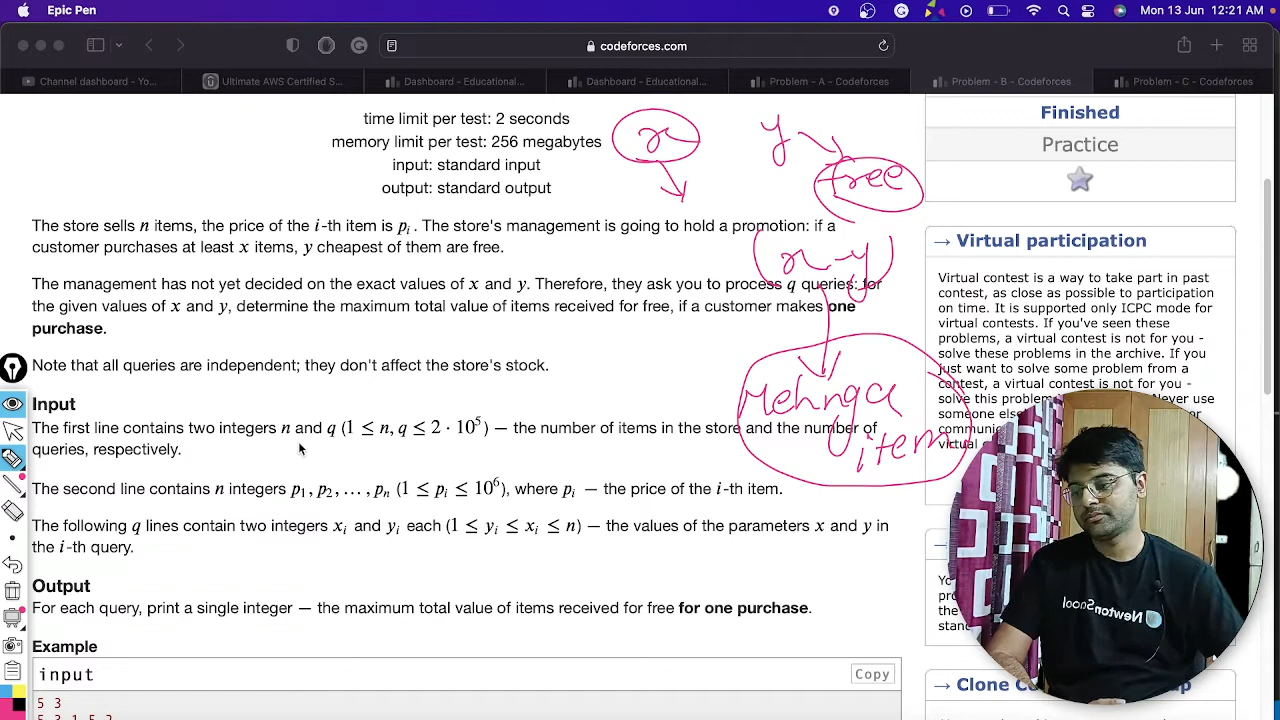 Epic Pen
Mon 13 Jun 12:21 AM
codeforces.com
Channel dashboard - Yo...
Ultimate AWS Certified S...
Dashboard - Educational...
Dashboard - Educational...
Problem - A - Codeforces
Problem - B - Codeforces
Problem - C - Codeforces
time limit per test: 2 seconds
memory limit per test: 256 megabytes
input: standard input
output: standard output
x
y
free
The store sells n items, the price of the i-th item is pᵢ. The store's management is going to hold a promotion: if a
customer purchases at least x items, y cheapest of them are free.
(x-y)
The management has not yet decided on the exact values of x and y. Therefore, they ask you to process q queries: for
the given values of x and y, determine the maximum total value of items received for free, if a customer makes one
purchase.
Note that all queries are independent; they don't affect the store's stock.
Mehnga
item
Input
The first line contains two integers n and q (1 ≤ n, q ≤ 2 · 10⁵) — the number of items in the store and the number of
queries, respectively.
The second line contains n integers p₁, p₂, …, pₙ (1 ≤ pᵢ ≤ 10⁶), where pᵢ — the price of the i-th item.
The following q lines contain two integers xᵢ and yᵢ each (1 ≤ yᵢ ≤ xᵢ ≤ n) — the values of the parameters x and y in
the i-th query.
Output
For each query, print a single integer — the maximum total value of items received for free for one purchase.
Example
input
Copy
5 3
5 3 1 5 2
Finished
Practice
→ Virtual participation
Virtual contest is a way to take part in past
contest, as close as possible to participation
on time. It is supported only ICPC mode for
virtual contests. If you've seen these
problems, a virtual contest is not for you -
solve these problems in the archive. If you
just want to solve some problem from a
contest, a virtual contest is not for you -
solve this problem
Never use
someone else
virtual
→ Clone
Newton School